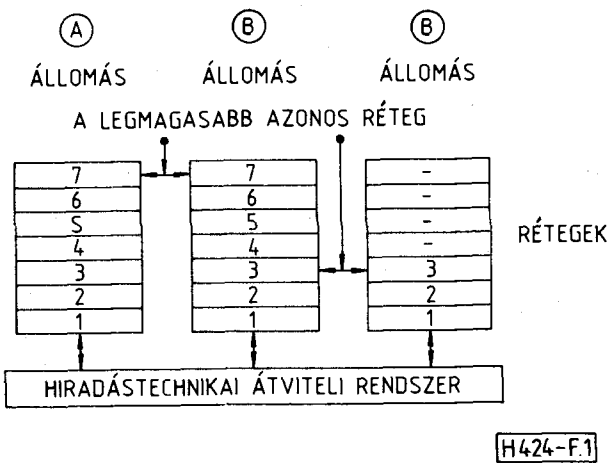 A B B
ÁLLOMÁS ÁLLOMÁS ÁLLOMÁS
A LEGMAGASABB AZONOS RÉTEG
7 7 -
6 6 -
S 5 -
4 4 -
3 3 3
2 2 2
1 1 1
RÉTEGEK
HIRADÁSTECHNIKAI ÁTVITELI RENDSZER
H424-F.1